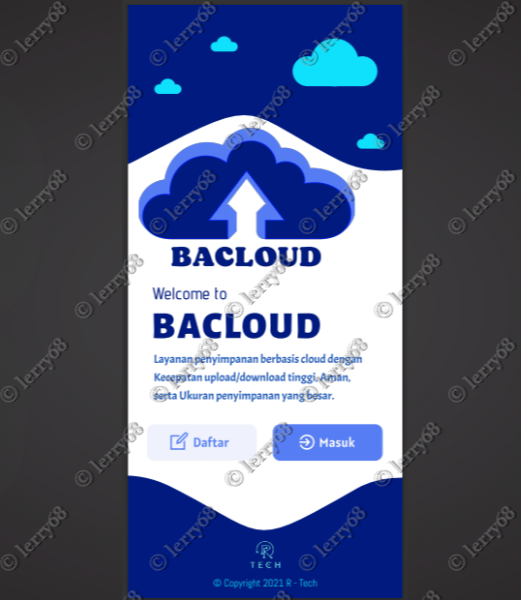 © lerry68
BACLOUD
Welcome to
BACLOUD
Layanan penyimpanan berbasis cloud dengan
Kecepatan upload/download tinggi, Aman,
serta Ukuran penyimpanan yang besar.
Daftar
Masuk
R
TECH
© Copyright 2021 R - Tech